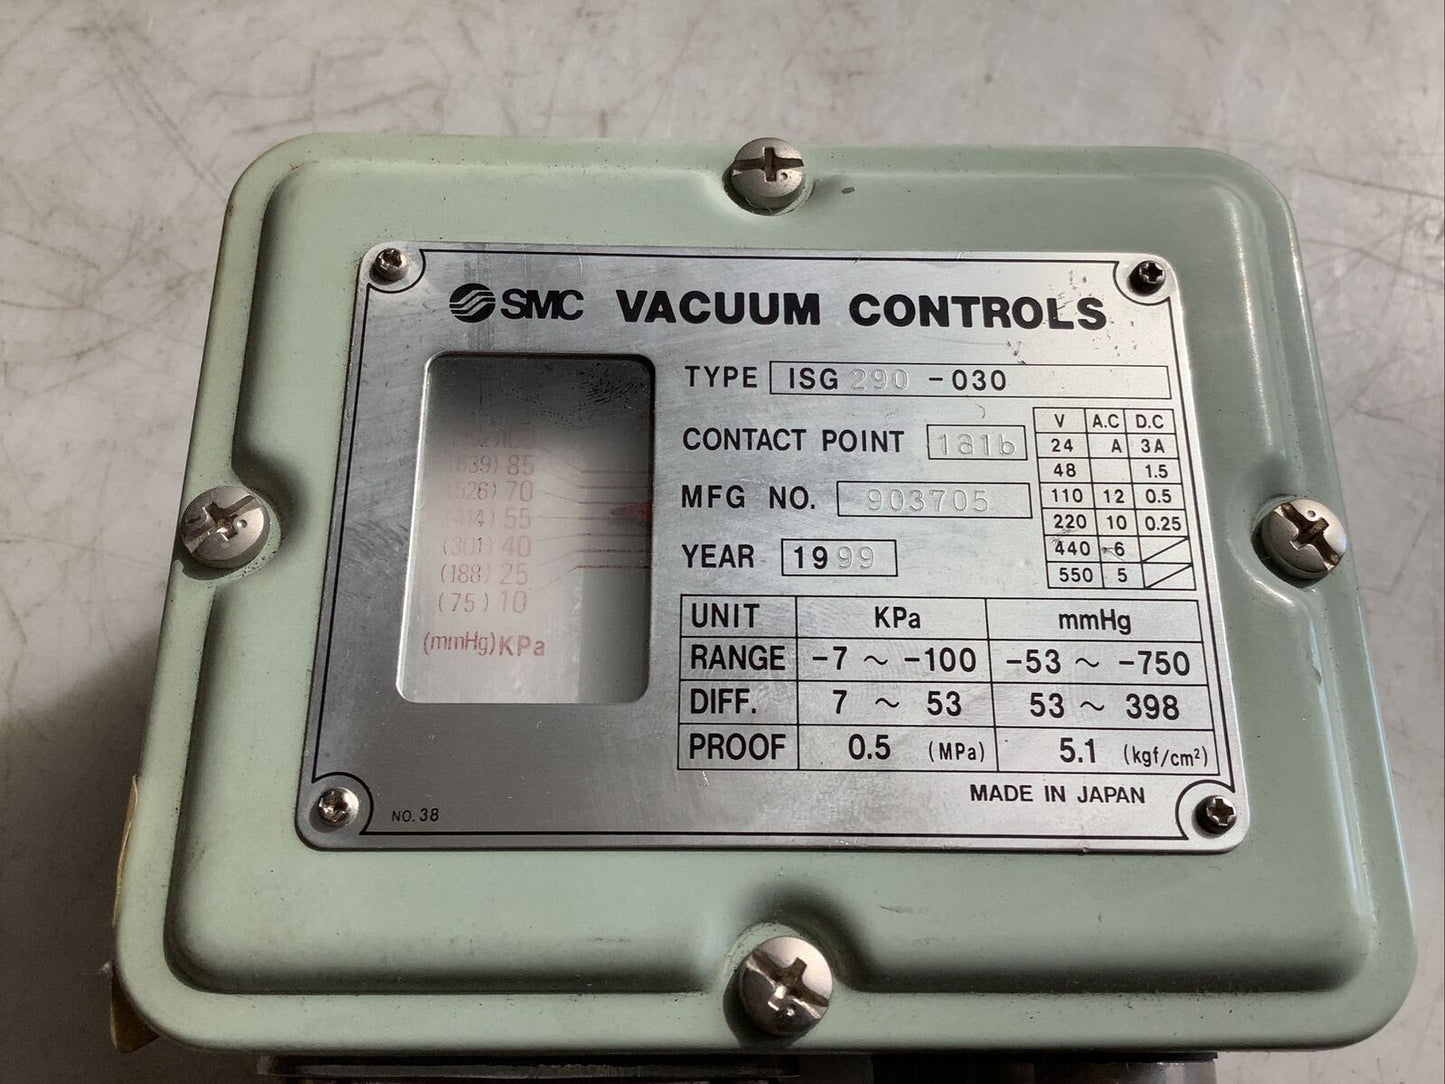 SMC VACUUM CONTROLS
TYPE ISG 290 -030
CONTACT POINT 1a1b
MFG NO. 903705
YEAR 1999
V A.C D.C
24 A 3A
48 1.5
110 12 0.5
220 10 0.25
440 6
550 5
(639) 85
(526) 70
(414) 55
(301) 40
(188) 25
(75) 10
(mmHg) KPa
UNIT KPa mmHg
RANGE -7 ~ -100 -53 ~ -750
DIFF. 7 ~ 53 53 ~ 398
PROOF 0.5 (MPa) 5.1 (kgf/cm²)
MADE IN JAPAN
NO. 38